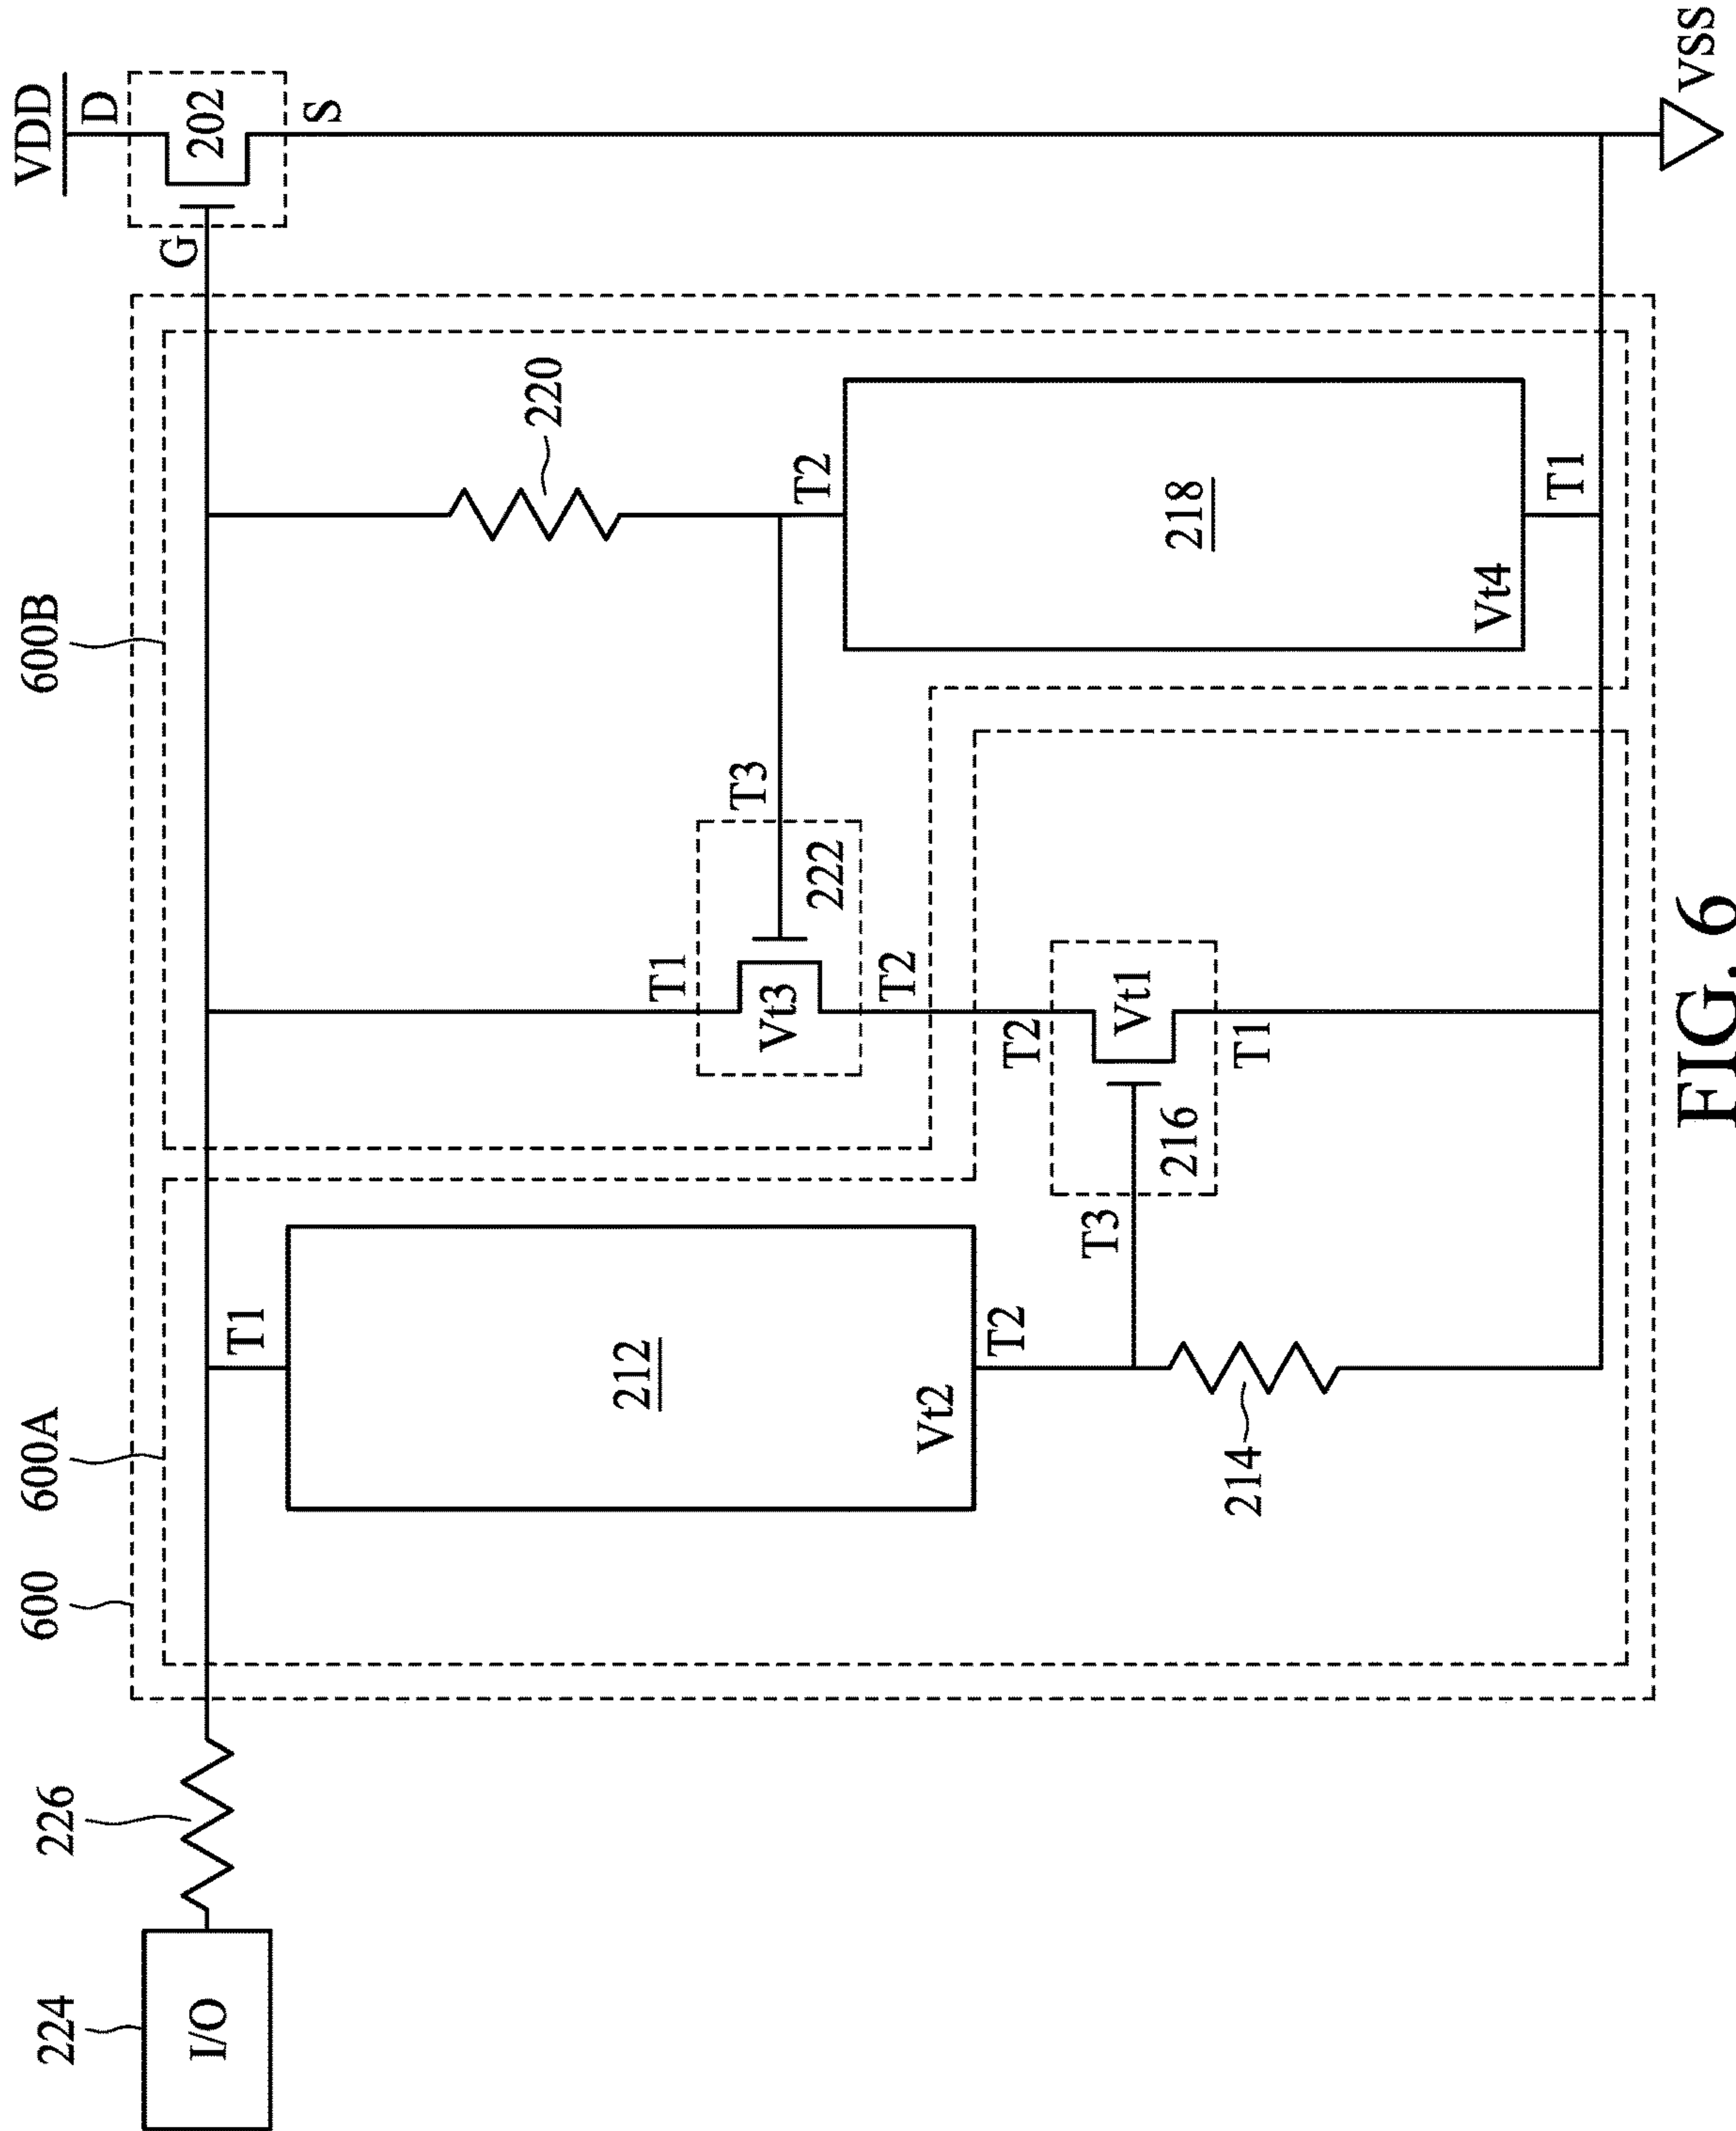 600
600A
600B
VDD
D
202
G
S
224
I/O
226
T1
212
Vt2
T2
T3
214
216
Vt1
T2
T1
T1
Vt3
222
T2
T3
220
T2
218
Vt4
T1
VSS
FIG. 6